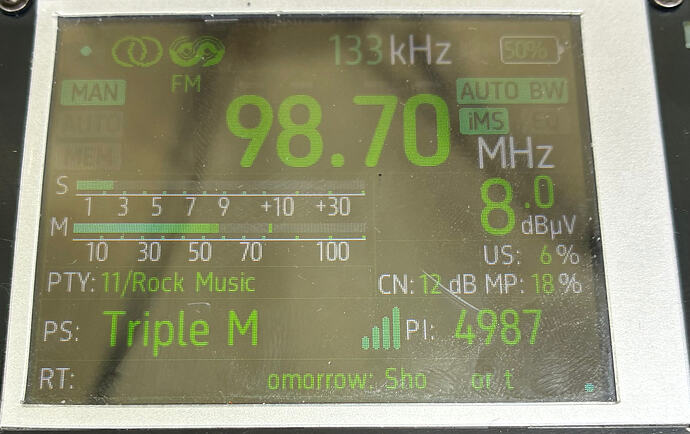 133 kHz 50%
FM
MAN AUTO BW
AUTO iMS EQ
98.70 MHz
MEM
S
1 3 5 7 9 +10 +30
8.0 dBµV
M
10 30 50 70 100
US: 6%
PTY: 11/Rock Music CN: 12 dB MP: 18%
PS: Triple M PI: 4987
RT: omorrow: Sho or t